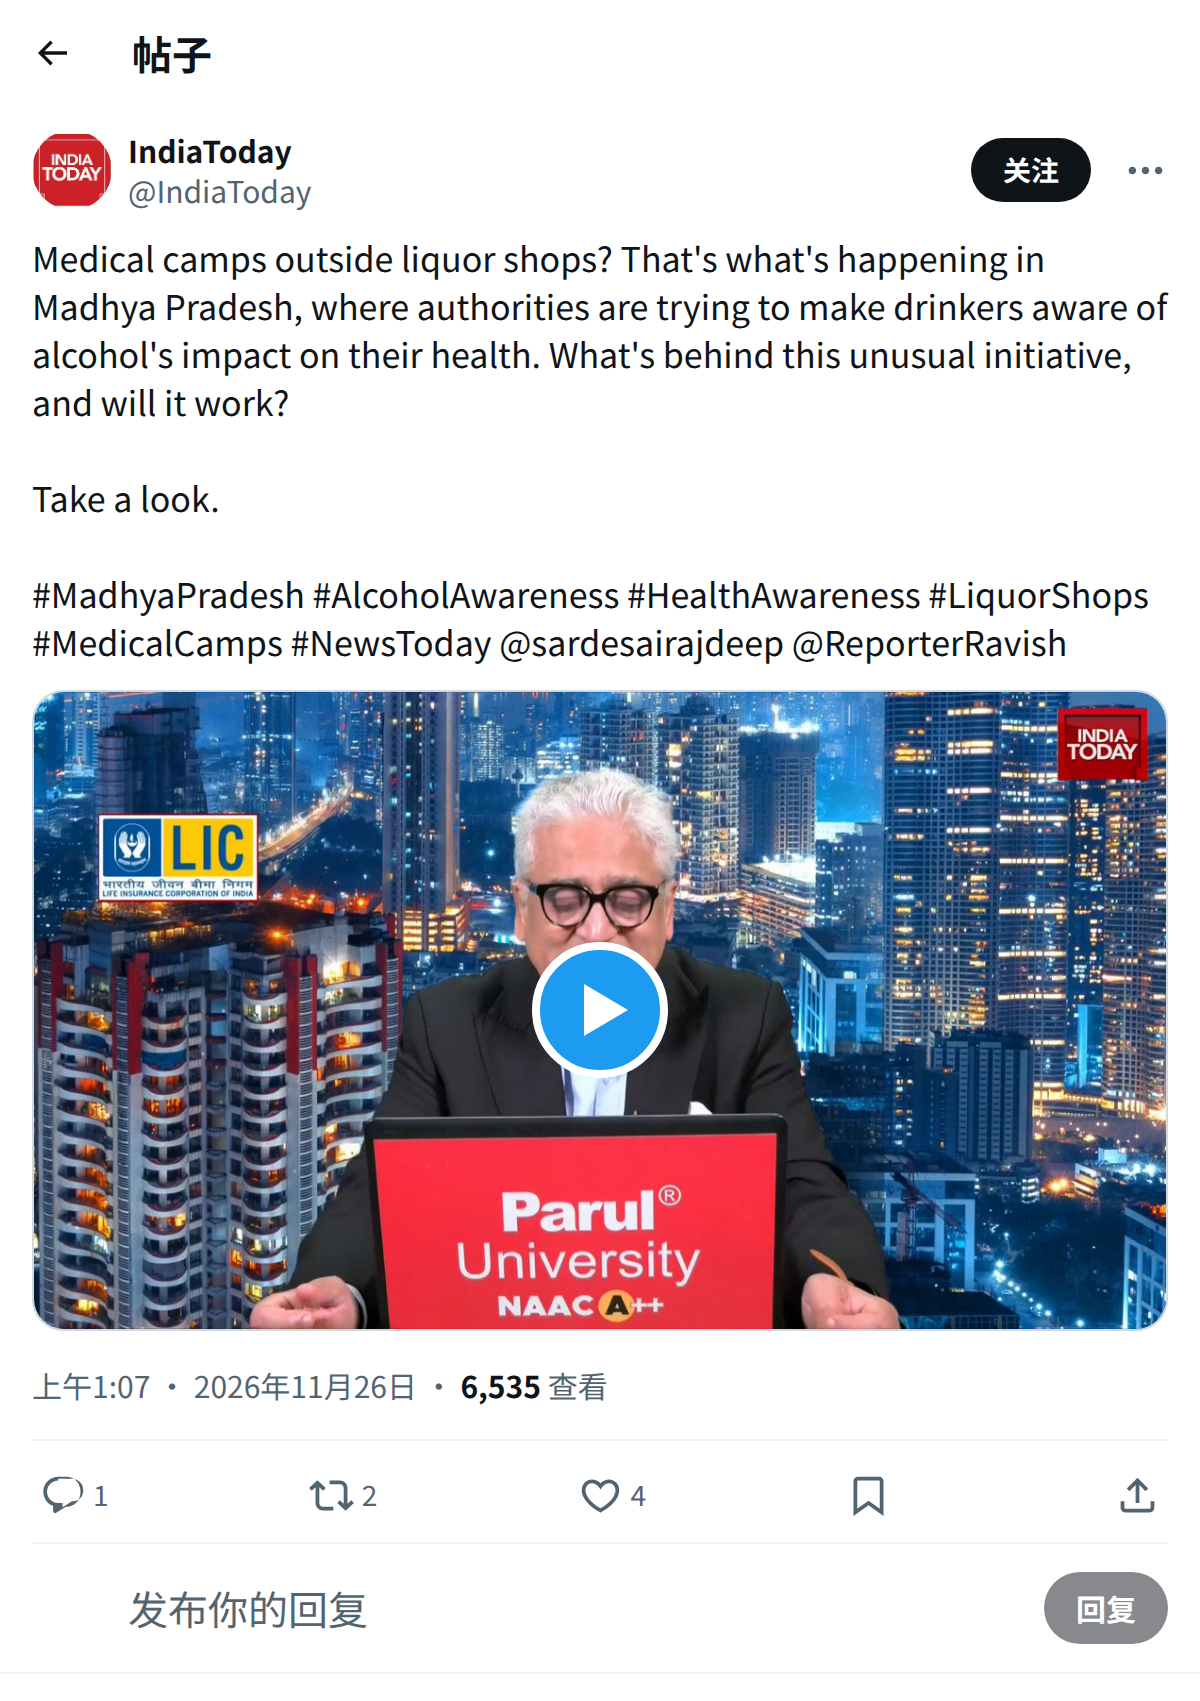 帖子
INDIA
TODAY
IndiaToday
@IndiaToday
关注
Medical camps outside liquor shops? That's what's happening in
Madhya Pradesh, where authorities are trying to make drinkers aware of
alcohol's impact on their health. What's behind this unusual initiative,
and will it work?
Take a look.
#MadhyaPradesh #AlcoholAwareness #HealthAwareness #LiquorShops
#MedicalCamps #NewsToday @sardesairajdeep @ReporterRavish
INDIA
TODAY
LIC
भारतीय जीवन बीमा निगम
LIFE INSURANCE CORPORATION OF INDIA
Parul®
University
NAAC A++
上午1:07 · 2026年11月26日 · 6,535 查看
1
2
4
发布你的回复
回复